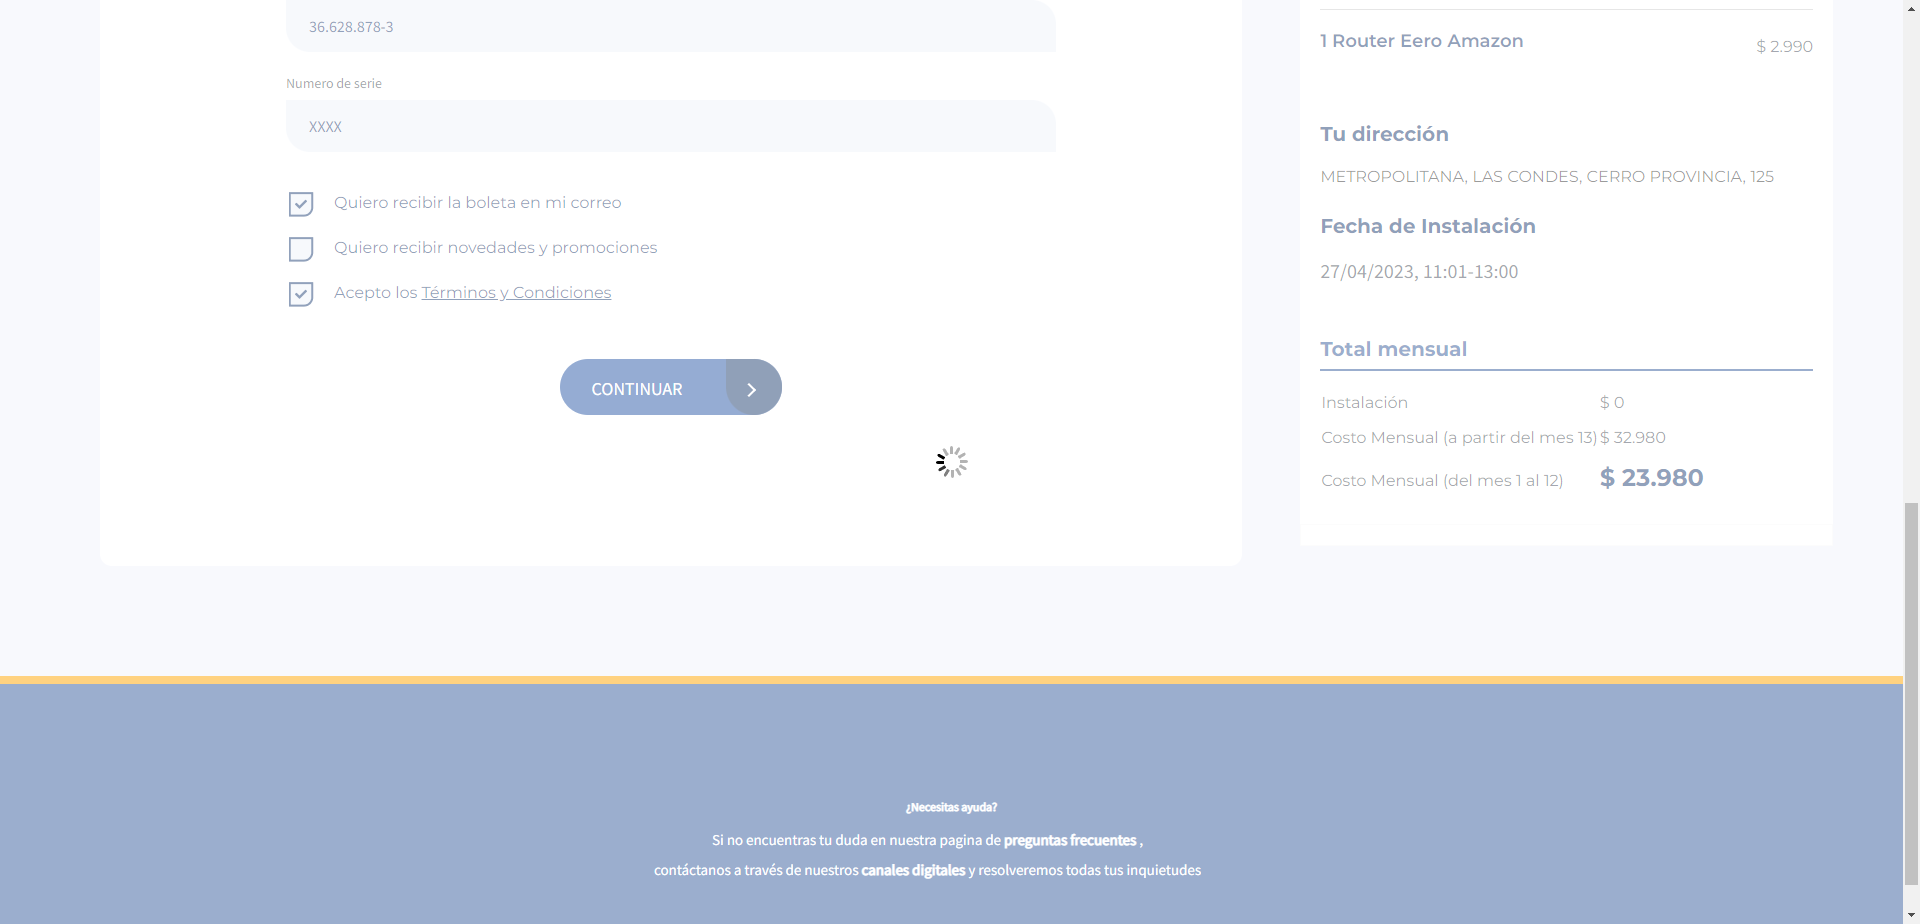 36.628.878-3
Numero de serie
XXXX
Quiero recibir la boleta en mi correo
Quiero recibir novedades y promociones
Acepto los Términos y Condiciones
CONTINUAR
1 Router Eero Amazon
$ 2.990
Tu dirección
METROPOLITANA, LAS CONDES, CERRO PROVINCIA, 125
Fecha de Instalación
27/04/2023, 11:01-13:00
Total mensual
Instalación $ 0
Costo Mensual (a partir del mes 13) $ 32.980
Costo Mensual (del mes 1 al 12) $ 23.980
¿Necesitas ayuda?
Si no encuentras tu duda en nuestra pagina de preguntas frecuentes ,
contáctanos a través de nuestros canales digitales y resolveremos todas tus inquietudes